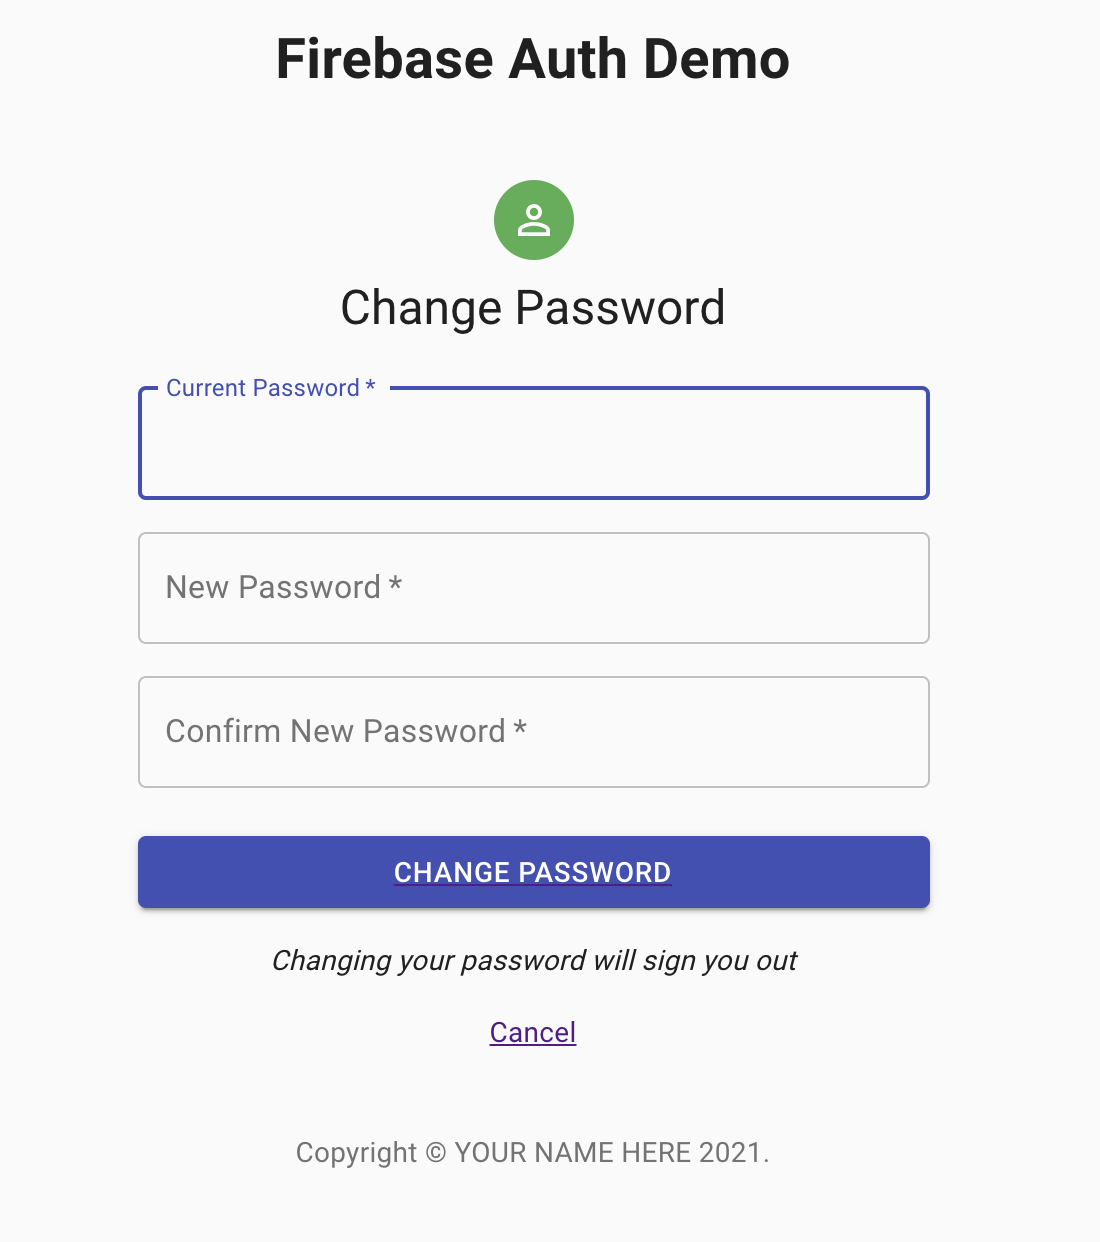 Firebase Auth Demo
Change Password
Current Password *
New Password *
Confirm New Password *
CHANGE PASSWORD
Changing your password will sign you out
Cancel
Copyright © YOUR NAME HERE 2021.